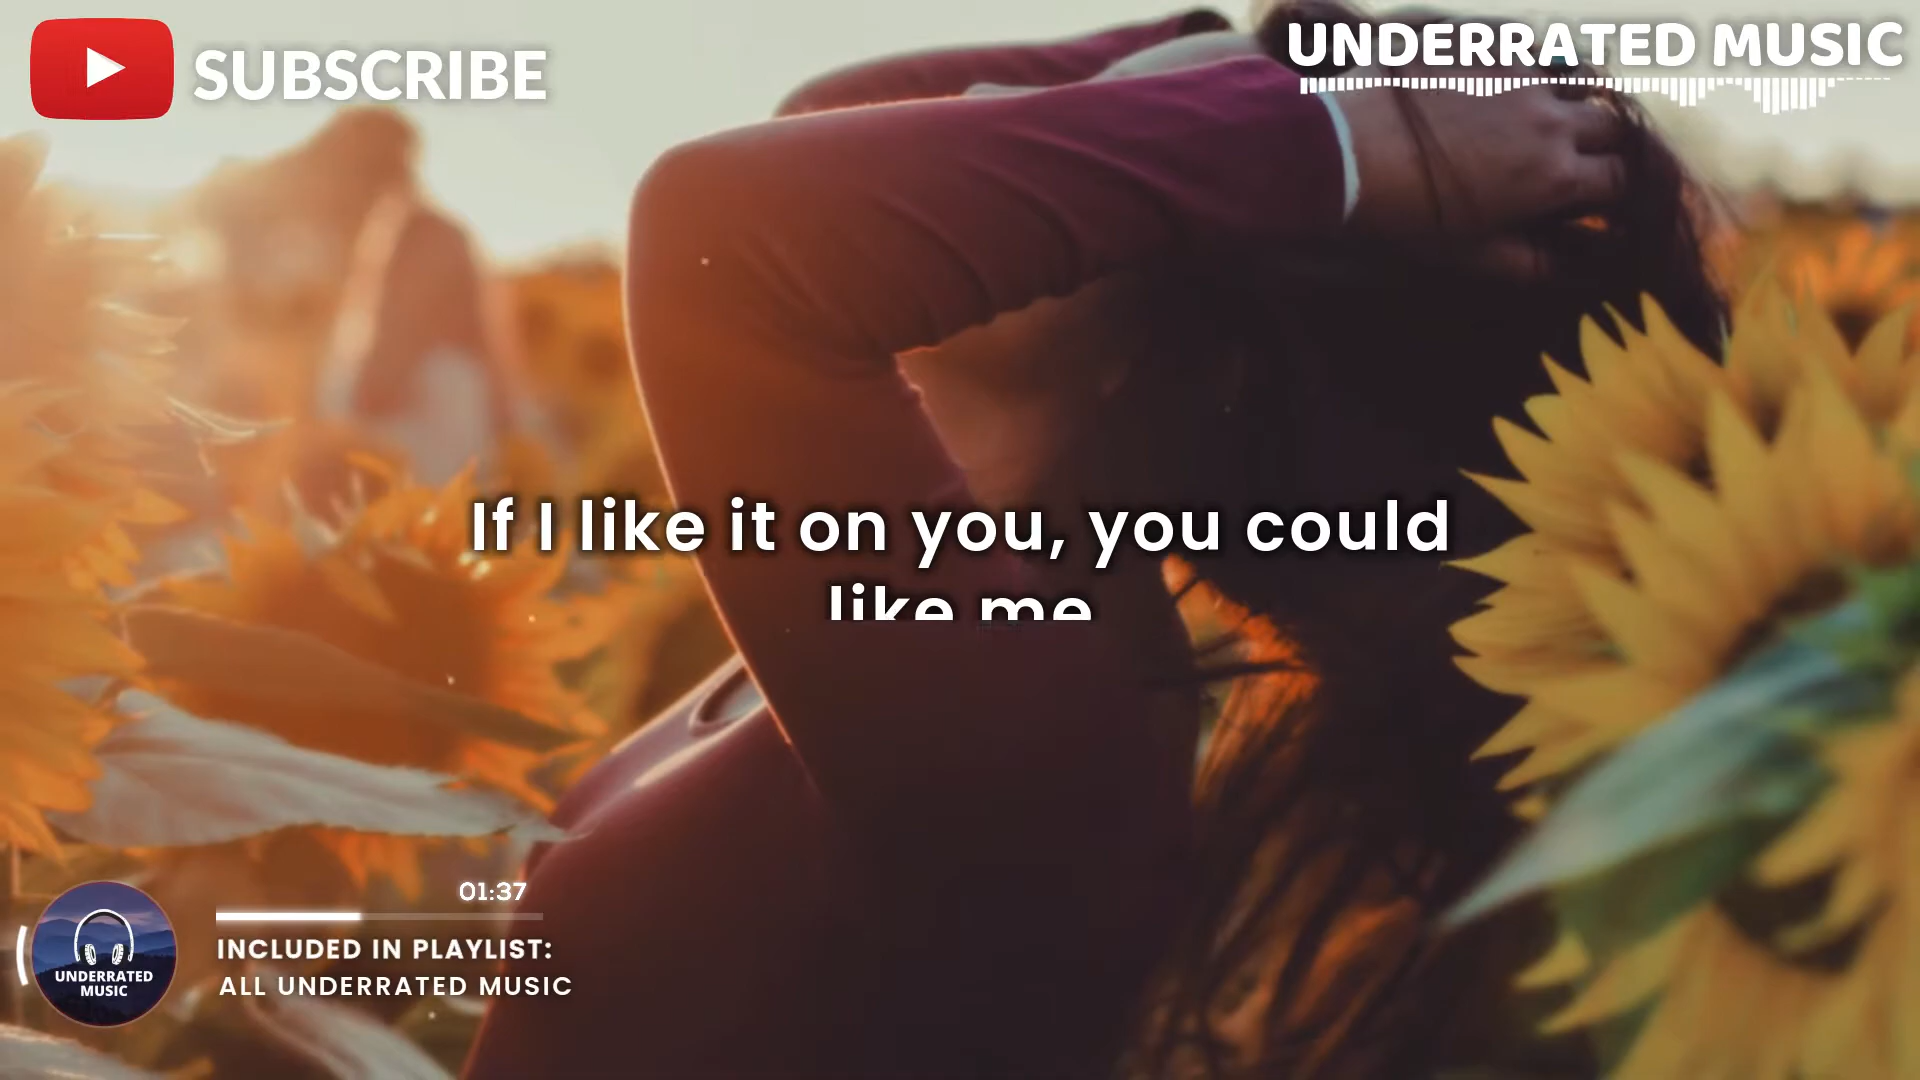 SUBSCRIBE
UNDERRATED MUSIC
If I like it on you, you could
like me
01:37
INCLUDED IN PLAYLIST:
ALL UNDERRATED MUSIC
UNDERRATED
MUSIC